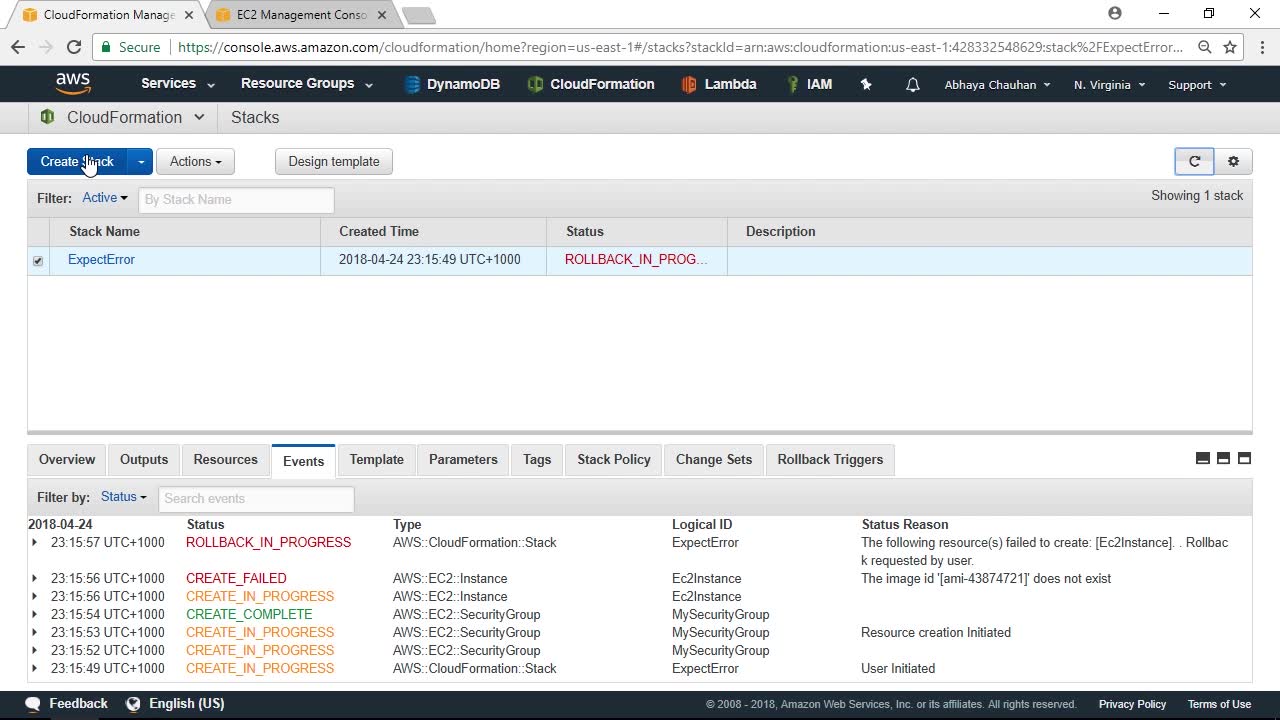 CloudFormation Manage
EC2 Management Conso
Secure https://console.aws.amazon.com/cloudformation/home?region=us-east-1#/stacks?stackId=arn:aws:cloudformation:us-east-1:428332548629:stack%2FExpectError...
aws Services Resource Groups DynamoDB CloudFormation Lambda IAM Abhaya Chauhan N. Virginia Support
CloudFormation Stacks
Create Stack Actions Design template
Filter: Active By Stack Name Showing 1 stack
Stack Name Created Time Status Description
ExpectError 2018-04-24 23:15:49 UTC+1000 ROLLBACK_IN_PROG...
Overview Outputs Resources Events Template Parameters Tags Stack Policy Change Sets Rollback Triggers
Filter by: Status Search events
2018-04-24 Status Type Logical ID Status Reason
23:15:57 UTC+1000 ROLLBACK_IN_PROGRESS AWS::CloudFormation::Stack ExpectError The following resource(s) failed to create: [Ec2Instance]. . Rollbac
k requested by user.
23:15:56 UTC+1000 CREATE_FAILED AWS::EC2::Instance Ec2Instance The image id '[ami-43874721]' does not exist
23:15:56 UTC+1000 CREATE_IN_PROGRESS AWS::EC2::Instance Ec2Instance
23:15:54 UTC+1000 CREATE_COMPLETE AWS::EC2::SecurityGroup MySecurityGroup
23:15:53 UTC+1000 CREATE_IN_PROGRESS AWS::EC2::SecurityGroup MySecurityGroup Resource creation Initiated
23:15:52 UTC+1000 CREATE_IN_PROGRESS AWS::EC2::SecurityGroup MySecurityGroup
23:15:49 UTC+1000 CREATE_IN_PROGRESS AWS::CloudFormation::Stack ExpectError User Initiated
Feedback English (US) © 2008 - 2018, Amazon Web Services, Inc. or its affiliates. All rights reserved. Privacy Policy Terms of Use